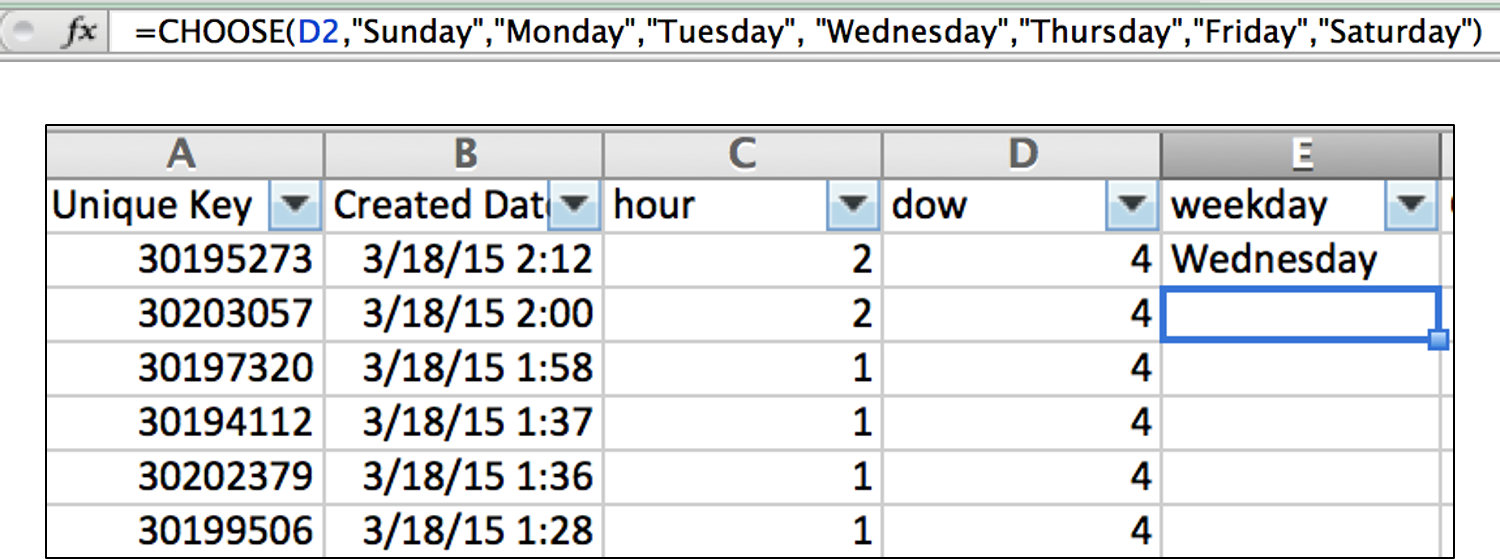 fx =CHOOSE(D2,"Sunday","Monday","Tuesday", "Wednesday","Thursday","Friday","Saturday")
A B C D E
Unique Key Created Dat hour dow weekday
30195273 3/18/15 2:12 2 4 Wednesday
30203057 3/18/15 2:00 2 4
30197320 3/18/15 1:58 1 4
30194112 3/18/15 1:37 1 4
30202379 3/18/15 1:36 1 4
30199506 3/18/15 1:28 1 4